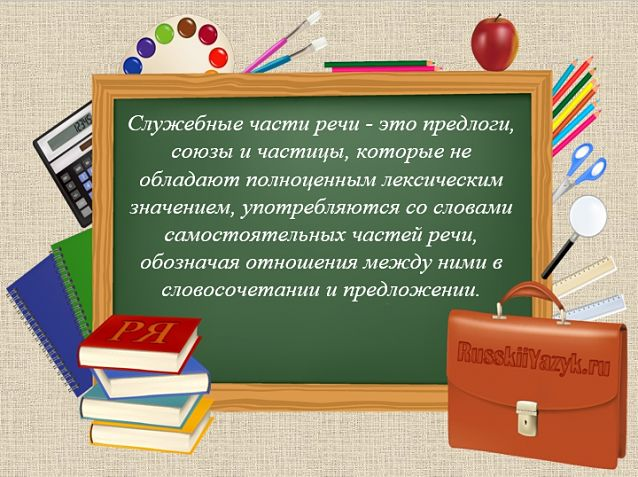 Служебные части речи - это предлоги,
союзы и частицы, которые не
обладают полноценным лексическим
значением, употребляются со словами
самостоятельных частей речи,
обозначая отношения между ними в
словосочетании и предложении.
РЯ
RusskiiYazyk.ru